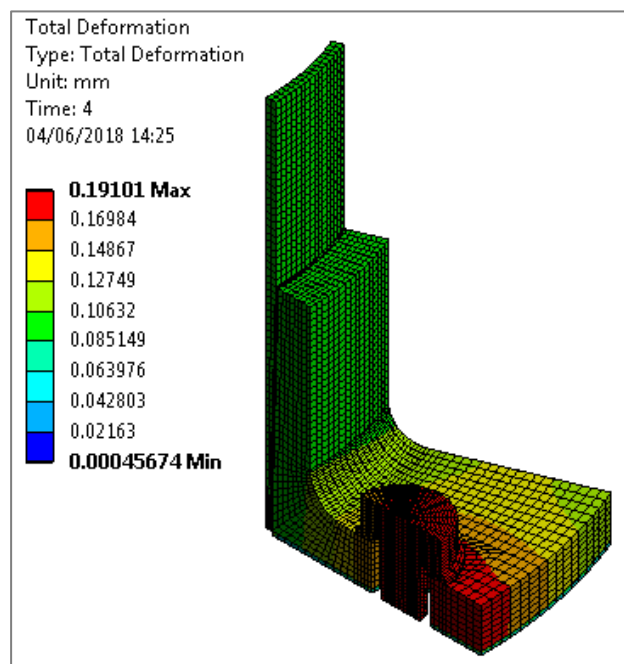 Total Deformation
Type: Total Deformation
Unit: mm
Time: 4
04/06/2018 14:25
0.19101 Max
0.16984
0.14867
0.12749
0.10632
0.085149
0.063976
0.042803
0.02163
0.00045674 Min